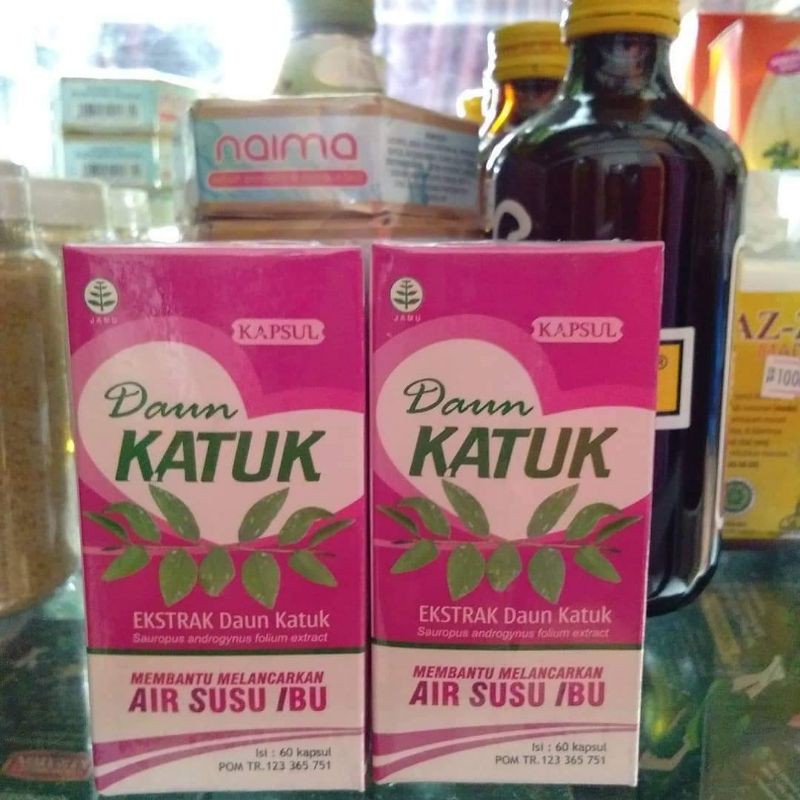 naima
JAMU
KAPSUL
Daun
KATUK
EKSTRAK Daun Katuk
Sauropus androgynus folium extract
MEMBANTU MELANCARKAN
AIR SUSU IBU
Isi : 60 kapsul
POM TR.123 365 751
JAMU
KAPSUL
Daun
KATUK
EKSTRAK Daun Katuk
Sauropus androgynus folium extract
MEMBANTU MELANCARKAN
AIR SUSU IBU
Isi : 60 kapsul
POM TR.123 365 751